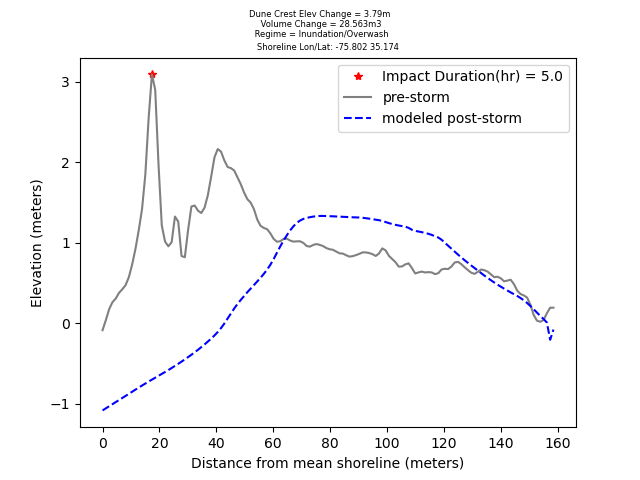 Dune Crest Elev Change = 3.79m
Volume Change = 28.563m3
Regime = Inundation/Overwash
Shoreline Lon/Lat: -75.802 35.174
Impact Duration(hr) = 5.0
pre-storm
modeled post-storm
3
2
1
0
−1
Elevation (meters)
0 20 40 60 80 100 120 140 160
Distance from mean shoreline (meters)